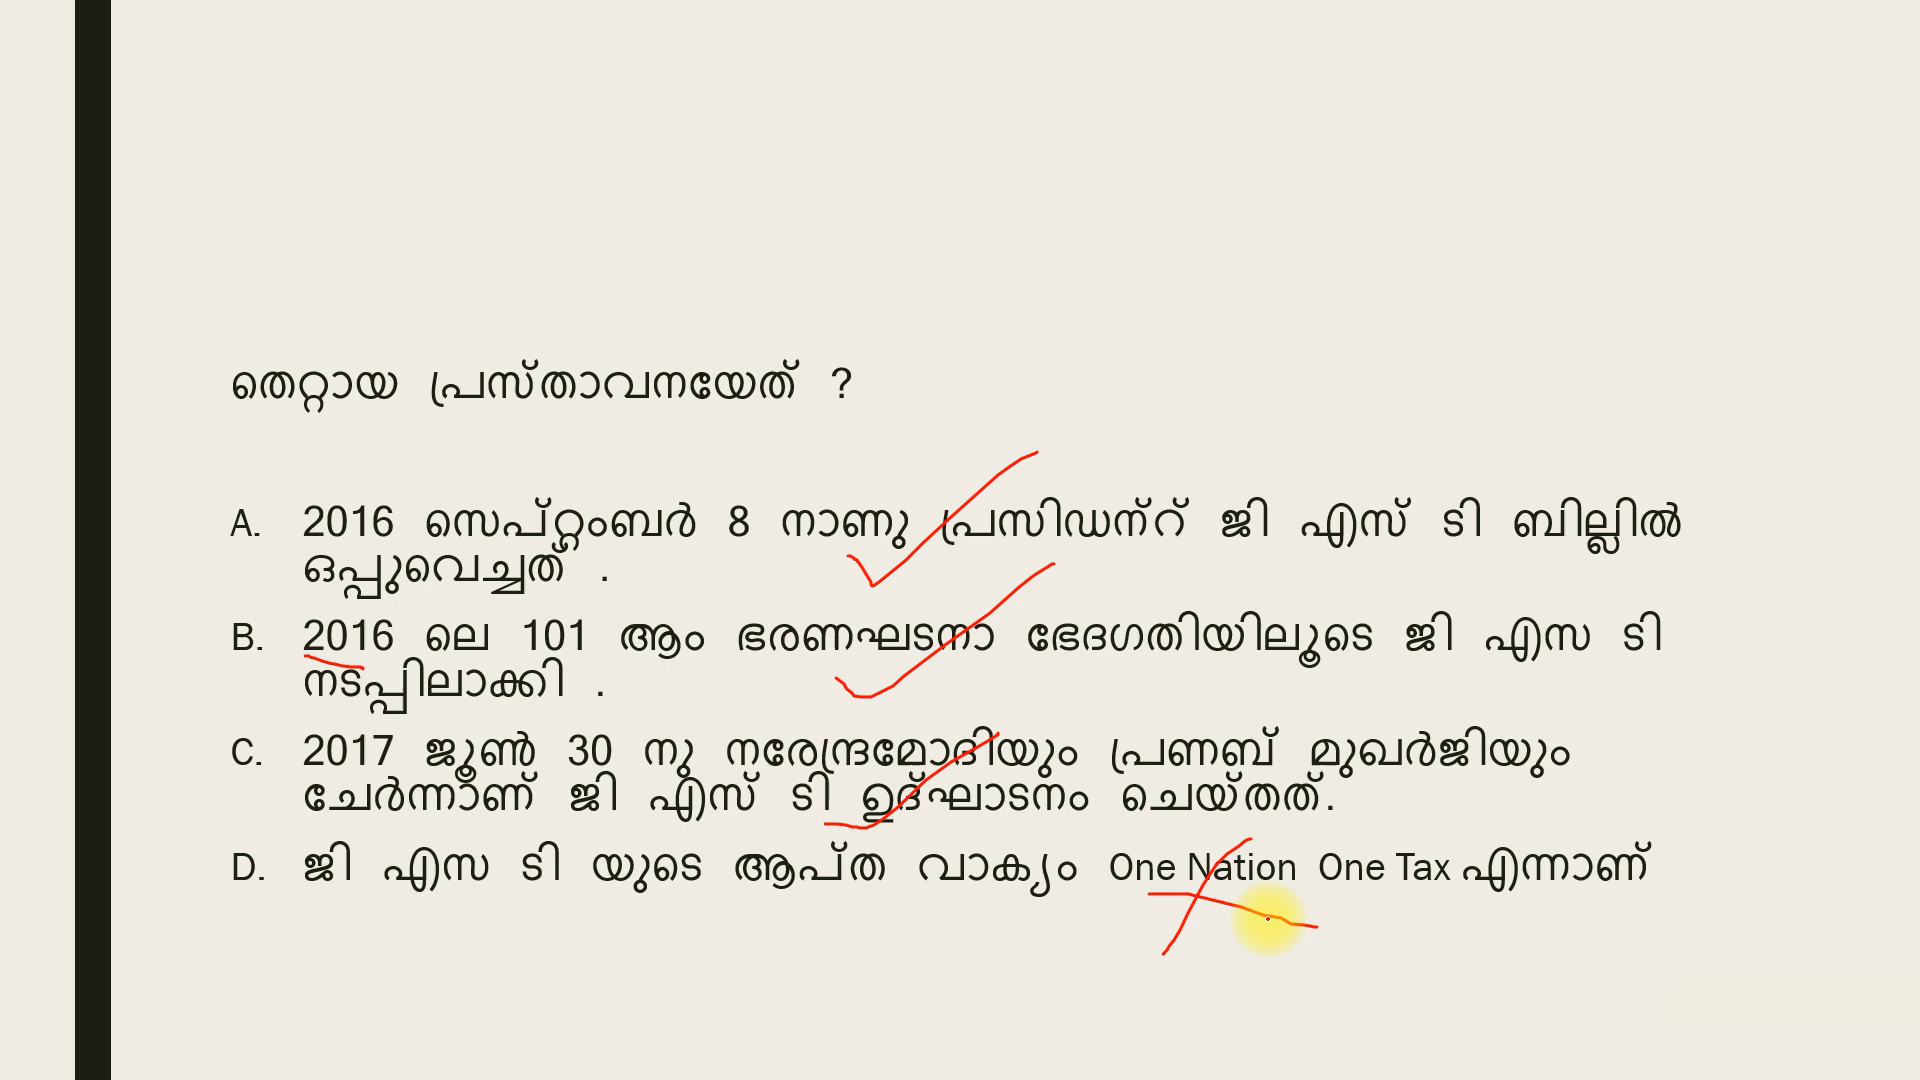 തെറ്റായ പ്രസ്താവനയേത് ?
A. 2016 സെപ്റ്റംബർ 8 നാണു പ്രസിഡന്റ് ജി എസ് ടി ബില്ലിൽ
ഒപ്പുവെച്ചത് .
B. 2016 ലെ 101 ആം ഭരണഘടനാ ഭേദഗതിയിലൂടെ ജി എസ ടി
നടപ്പിലാക്കി .
C. 2017 ജൂൺ 30 നു നരേന്ദ്രമോദിയും പ്രണബ് മുഖർജിയും
ചേർന്നാണ് ജി എസ് ടി ഉദ്ഘാടനം ചെയ്തത്.
D. ജി എസ ടി യുടെ ആപ്ത വാക്യം One Nation One Tax എന്നാണ്